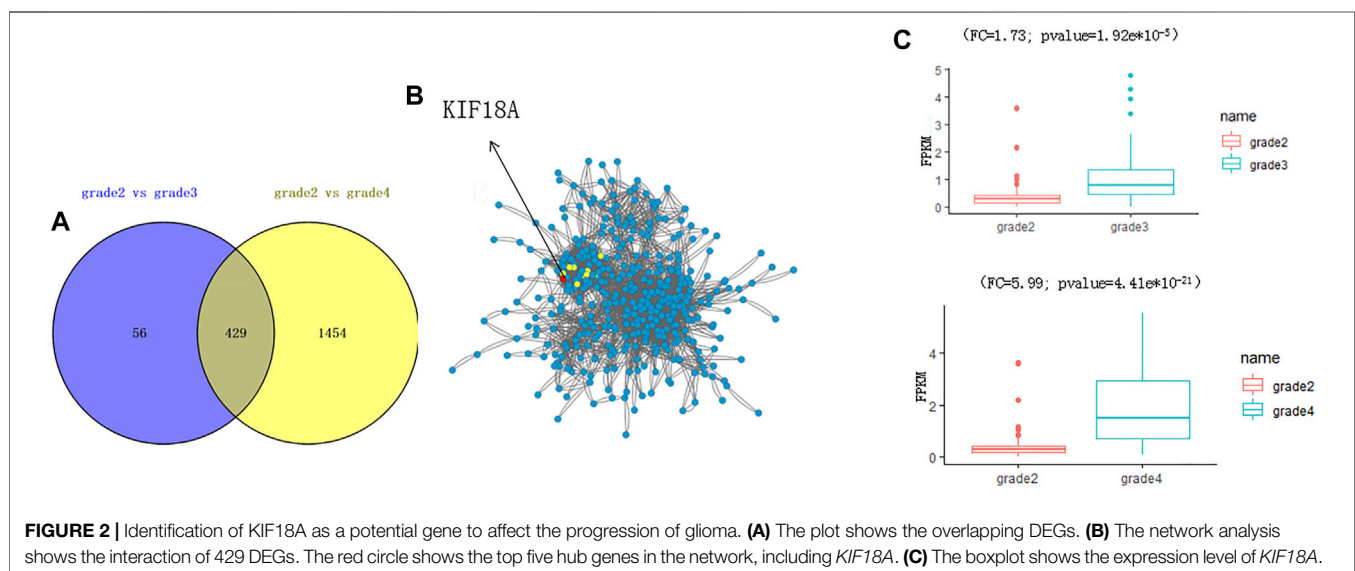 A
grade2 vs grade3
grade2 vs grade4
56
429
1454
B
KIF18A
C
(FC=1.73; pvalue=1.92e*10⁻⁵)
FPKM
5
4
3
2
1
0
grade2
grade3
name
grade2
grade3
(FC=5.99; pvalue=4.41e*10⁻²¹)
FPKM
4
2
0
grade2
grade4
name
grade2
grade4
FIGURE 2 | Identification of KIF18A as a potential gene to affect the progression of glioma. (A) The plot shows the overlapping DEGs. (B) The network analysis
shows the interaction of 429 DEGs. The red circle shows the top five hub genes in the network, including KIF18A. (C) The boxplot shows the expression level of KIF18A.